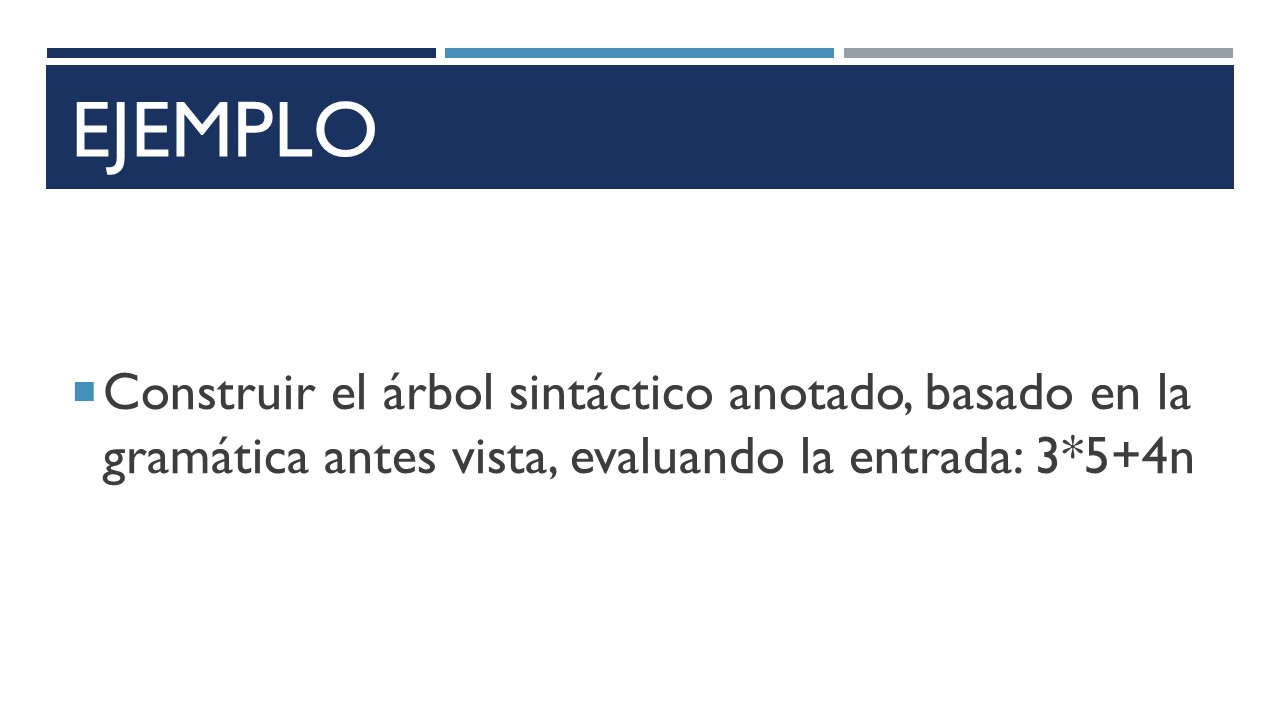 EJEMPLO
Construir el árbol sintáctico anotado, basado en la
gramática antes vista, evaluando la entrada: 3*5+4n